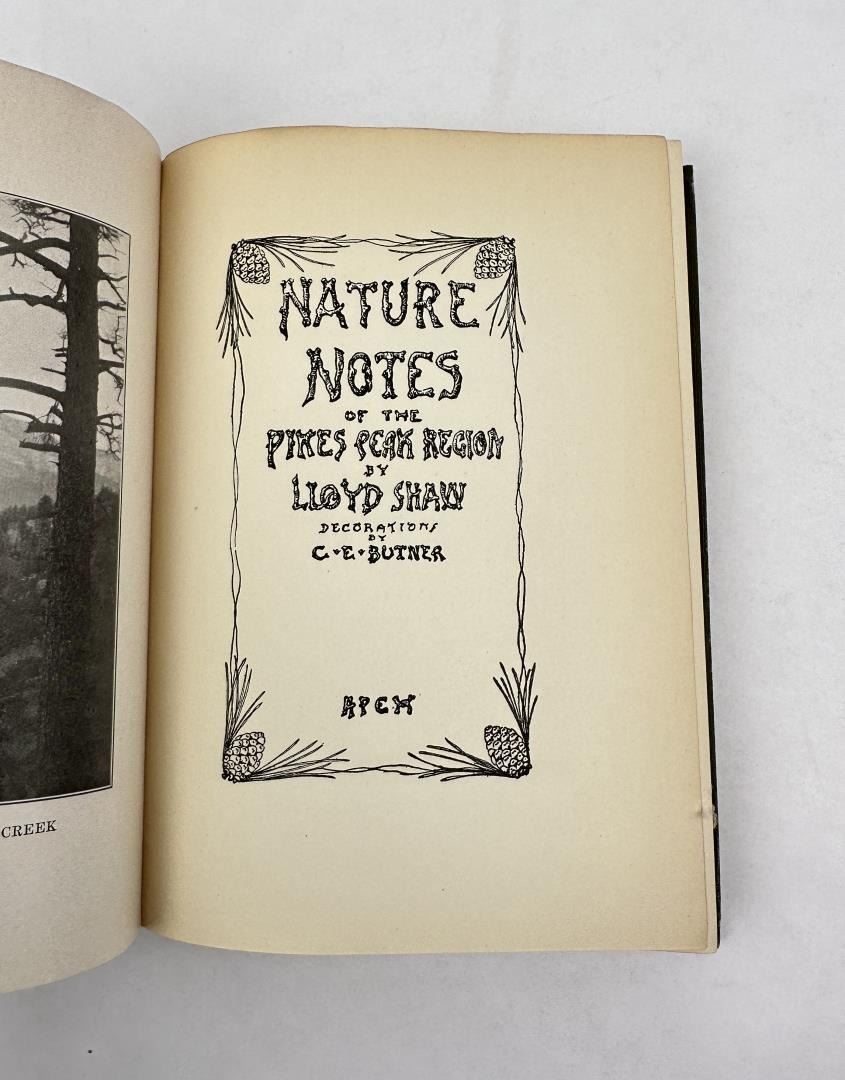 CREEK
NATURE
NOTES
OF THE
PIKES PEAK REGION
BY
LLOYD SHAW
DECORATIONS
BY
C·E·BUTNER
APEX